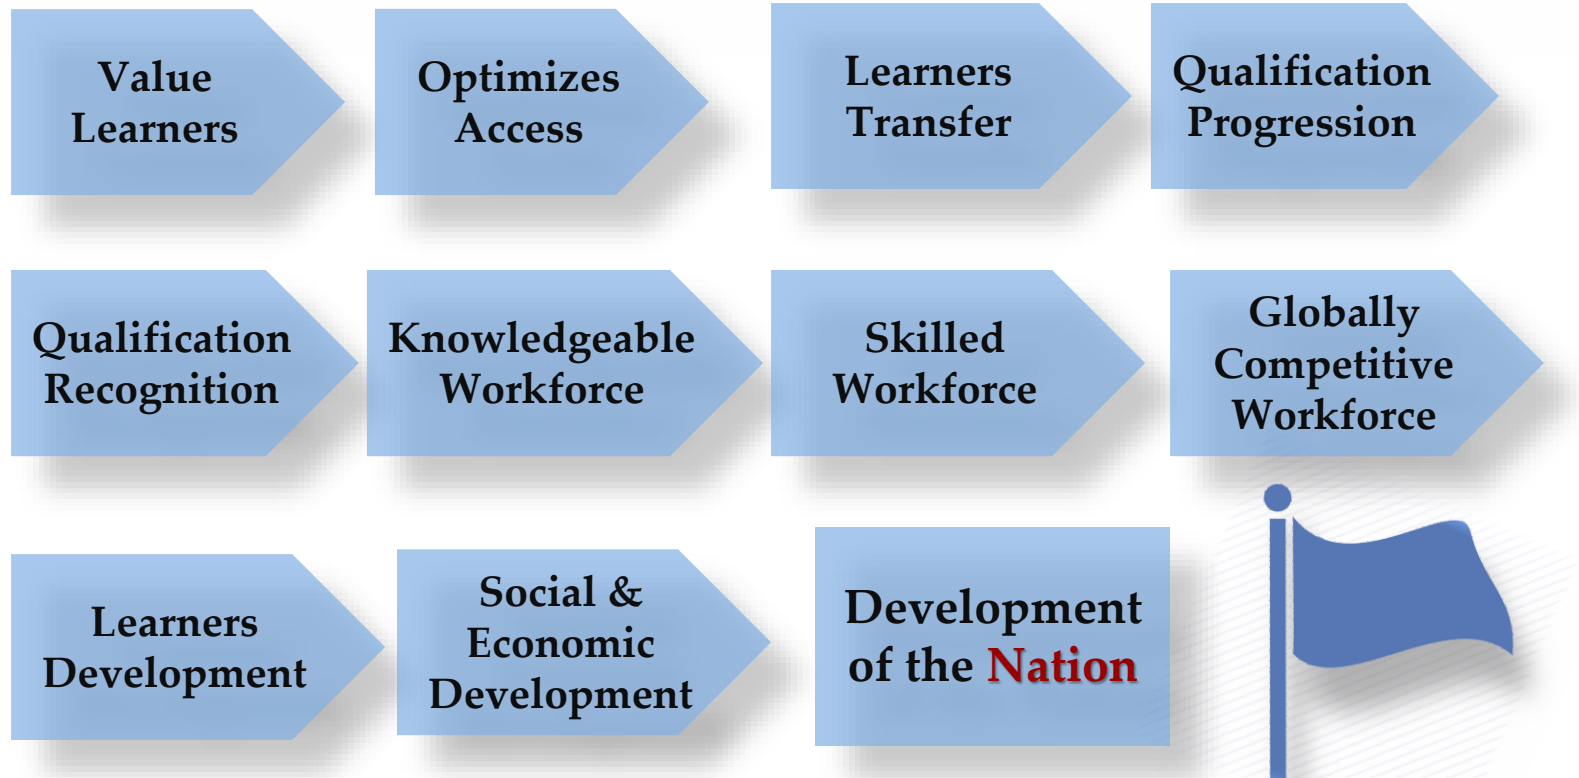 Value
Learners
Optimizes
Access
Learners
Transfer
Qualification
Progression
Qualification
Recognition
Knowledgeable
Workforce
Skilled
Workforce
Globally
Competitive
Workforce
Learners
Development
Social &
Economic
Development
Development
of the Nation